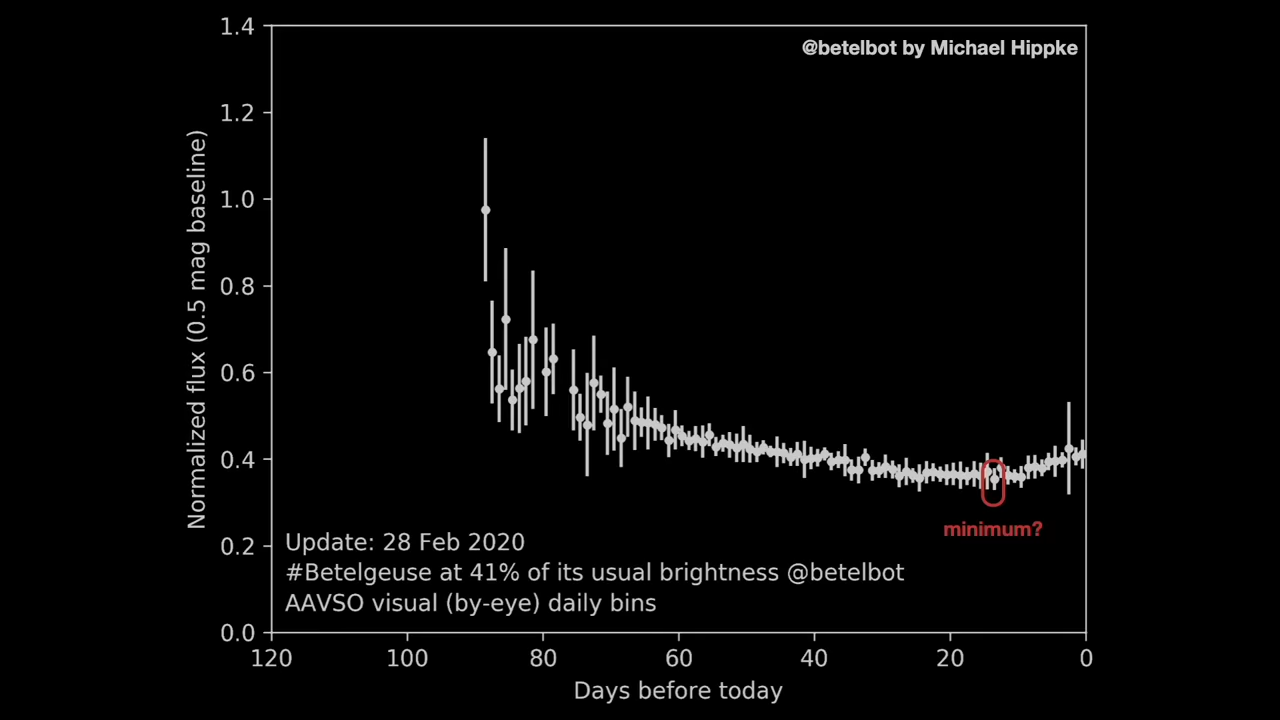 @betelbot by Michael Hippke
Normalized flux (0.5 mag baseline)
1.4
1.2
1.0
0.8
0.6
0.4
0.2
0.0
minimum?
Update: 28 Feb 2020
#Betelgeuse at 41% of its usual brightness @betelbot
AAVSO visual (by-eye) daily bins
120 100 80 60 40 20 0
Days before today